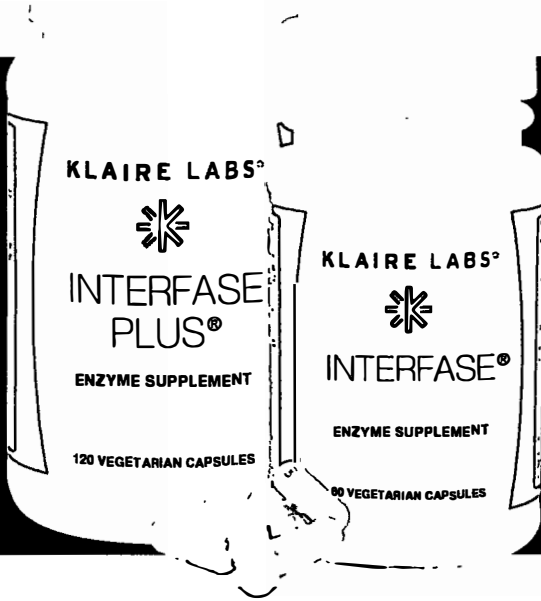 KLAIRE LABS®
INTERFASE
PLUS®
ENZYME SUPPLEMENT
120 VEGETARIAN CAPSULES
KLAIRE LABS®
INTERFASE®
ENZYME SUPPLEMENT
60 VEGETARIAN CAPSULES